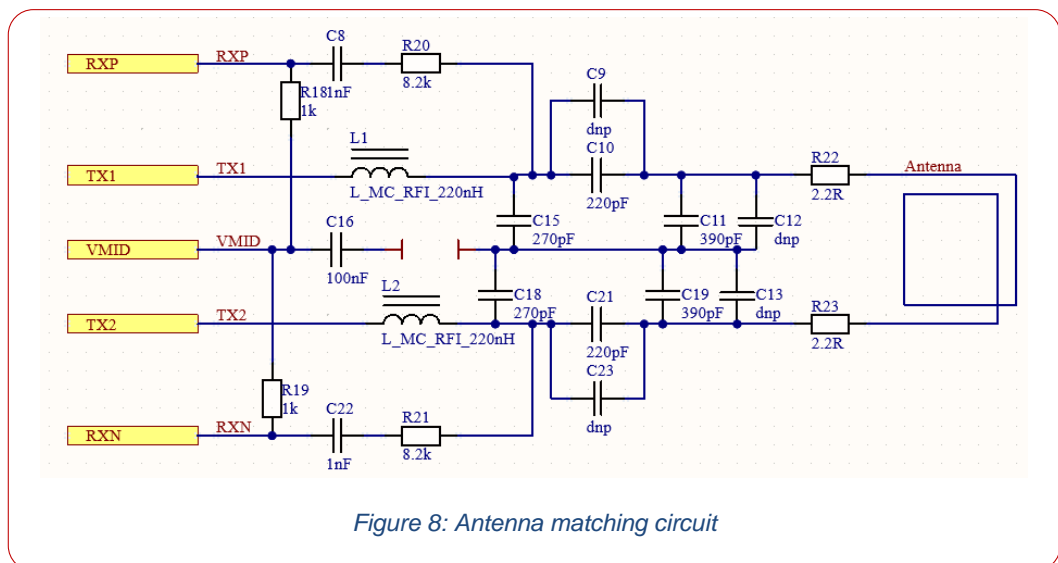 RXP RXP
C8
1nF
R20
8.2k
R18
1k
C9
dnp
C10
220pF
L1
L_MC_RFI_220nH
TX1 TX1
R22
2.2R
Antenna
C15
270pF
C11
390pF
C12
dnp
VMID VMID
C16
100nF
L2
L_MC_RFI_220nH
C18
270pF
C21
220pF
C19
390pF
C13
dnp
TX2 TX2
R23
2.2R
C23
dnp
R19
1k
C22
1nF
R21
8.2k
RXN RXN
Figure 8: Antenna matching circuit